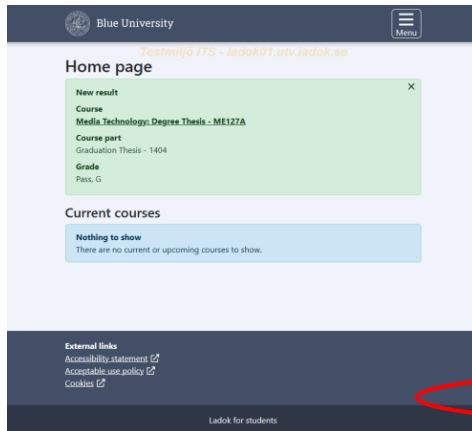 Blue University
Menu
Testmiljö ITS - ladok01.utv.ladok.se
Home page
New result
Course
Media Technology: Degree Thesis - ME127A
Course part
Graduation Thesis - 1404
Grade
Pass, G
Current courses
Nothing to show
There are no current or upcoming courses to show.
External links
Accessibility statement
Acceptable use policy
Cookies
Ladok for students